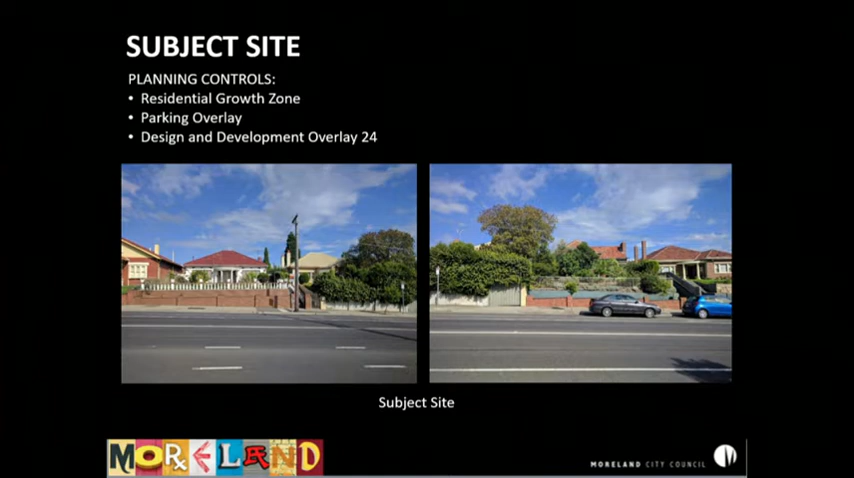 SUBJECT SITE
PLANNING CONTROLS:
• Residential Growth Zone
• Parking Overlay
• Design and Development Overlay 24
Subject Site
MORELAND
MORELAND CITY COUNCIL